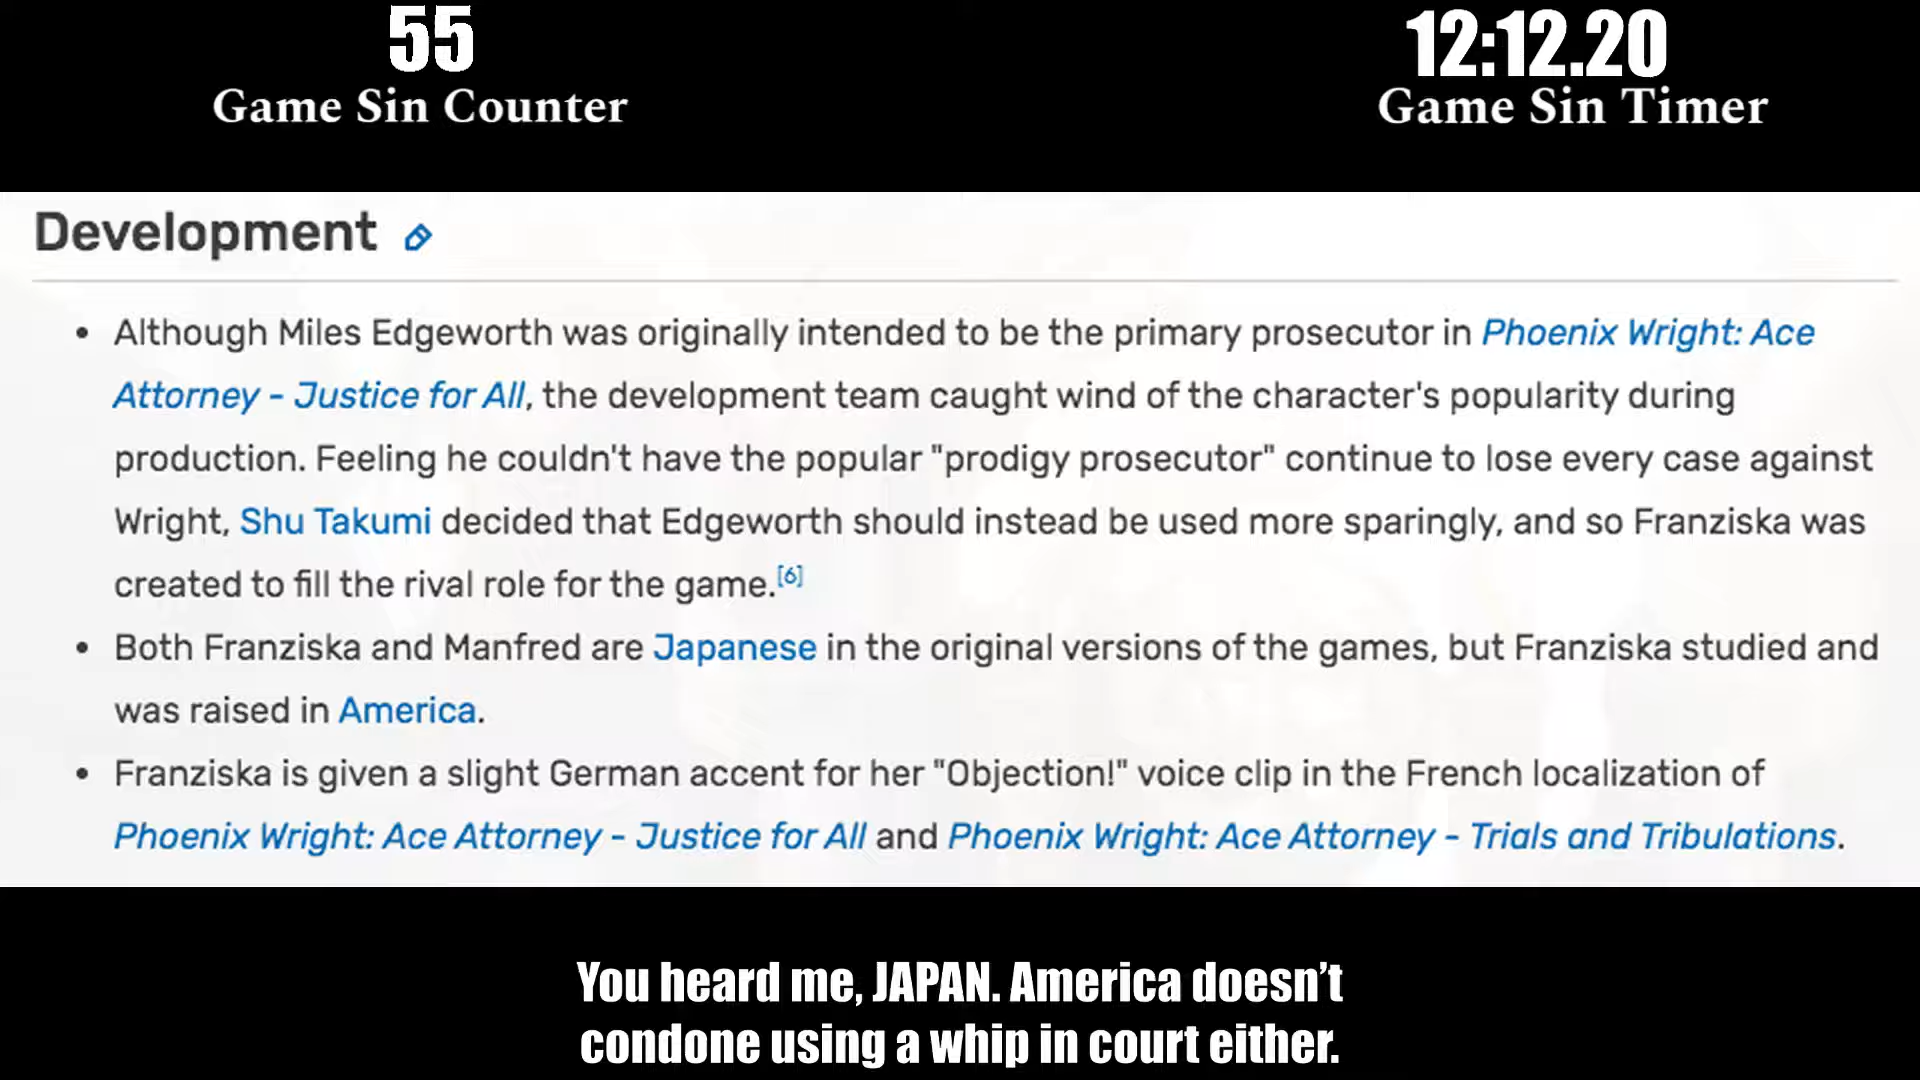 55
Game Sin Counter
12:12.20
Game Sin Timer
Development
• Although Miles Edgeworth was originally intended to be the primary prosecutor in Phoenix Wright: Ace
Attorney - Justice for All, the development team caught wind of the character's popularity during
production. Feeling he couldn't have the popular "prodigy prosecutor" continue to lose every case against
Wright, Shu Takumi decided that Edgeworth should instead be used more sparingly, and so Franziska was
created to fill the rival role for the game.[6]
• Both Franziska and Manfred are Japanese in the original versions of the games, but Franziska studied and
was raised in America.
• Franziska is given a slight German accent for her "Objection!" voice clip in the French localization of
Phoenix Wright: Ace Attorney - Justice for All and Phoenix Wright: Ace Attorney - Trials and Tribulations.
You heard me, JAPAN. America doesn’t
condone using a whip in court either.